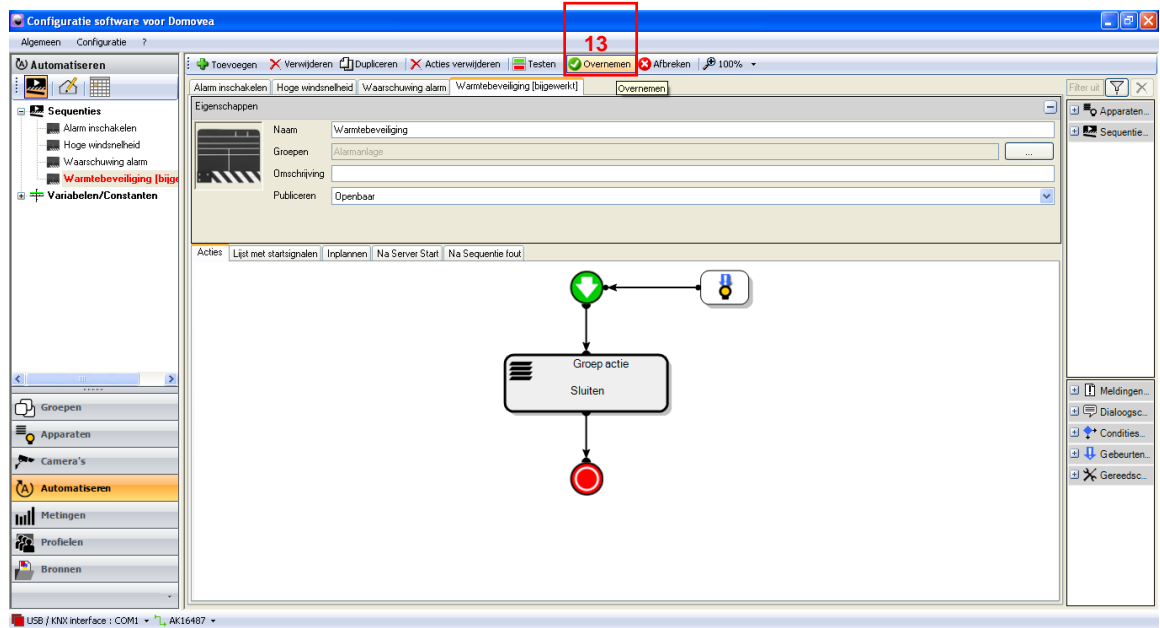 Configuratie software voor Domovea
Algemeen Configuratie ?
13
Automatiseren
Toevoegen Verwijderen Dupliceren Acties verwijderen Testen Overnemen Afbreken 100%
Alarm inschakelen Hoge windsnelheid Waarschuwing alarm Warmtebeveiliging [bijgewerkt]
Overnemen
Filter uit
Sequenties
Alarm inschakelen
Hoge windsnelheid
Waarschuwing alarm
Warmtebeveiliging [bijge
Variabelen/Constanten
Eigenschappen
Naam Warmtebeveiliging
Groepen Alarmanlage ...
Omschrijving
Publiceren Openbaar
Apparaten...
Sequentie...
Acties Lijst met startsignalen Inplannen Na Server Start Na Sequentie fout
Groep actie
Sluiten
Groepen
Apparaten
Camera's
Automatiseren
Metingen
Profielen
Bronnen
Meldingen...
Dialoogsc...
Condities...
Gebeurten...
Gereedsc...
USB / KNX interface : COM1 AK16487